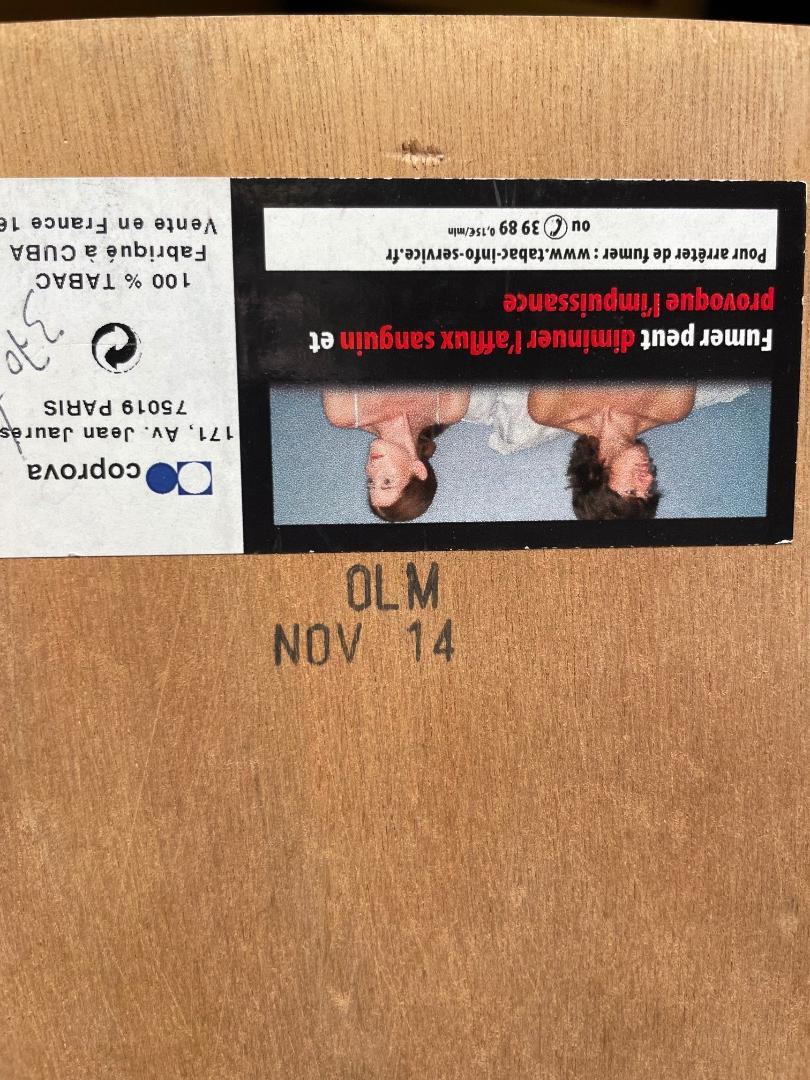 coprova
171, Av. Jean Jaurès
75019 PARIS
100 % TABAC
Fabriqué à CUBA
Vente en France
Fumer peut diminuer l'afflux sanguin et
provoque l'impuissance
Pour arrêter de fumer : www.tabac-info-service.fr
ou 39 89 0,15€/min
OLM
NOV 14